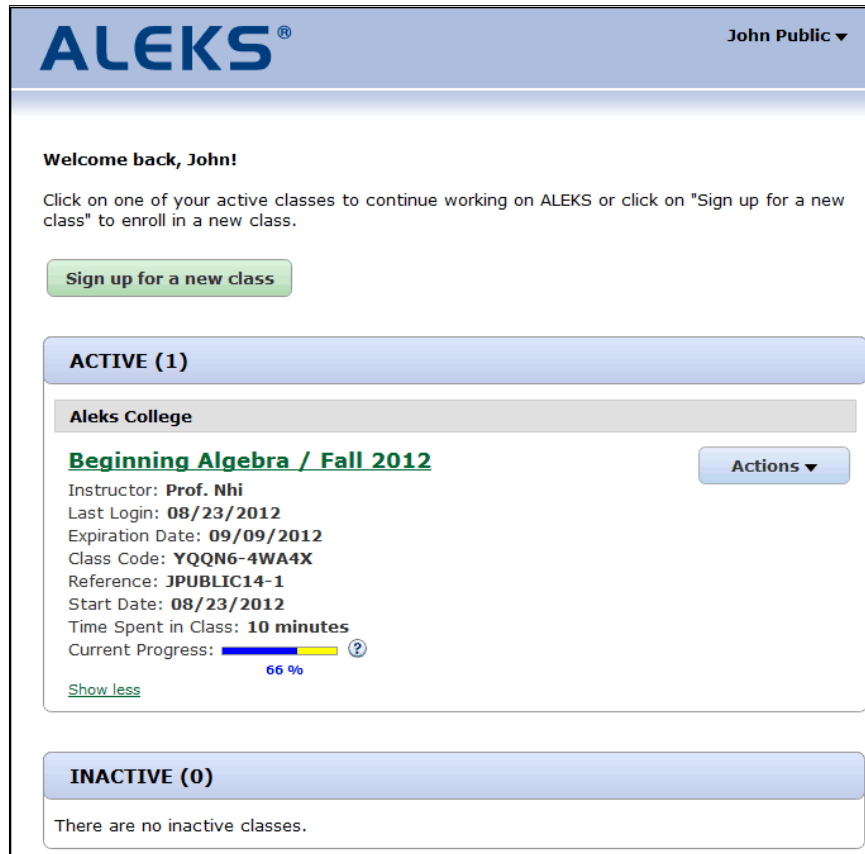 ALEKS®
John Public
Welcome back, John!
Click on one of your active classes to continue working on ALEKS or click on "Sign up for a new
class" to enroll in a new class.
Sign up for a new class
ACTIVE (1)
Aleks College
Beginning Algebra / Fall 2012
Actions
Instructor: Prof. Nhi
Last Login: 08/23/2012
Expiration Date: 09/09/2012
Class Code: YQQN6-4WA4X
Reference: JPUBLIC14-1
Start Date: 08/23/2012
Time Spent in Class: 10 minutes
Current Progress: ?
66 %
Show less
INACTIVE (0)
There are no inactive classes.